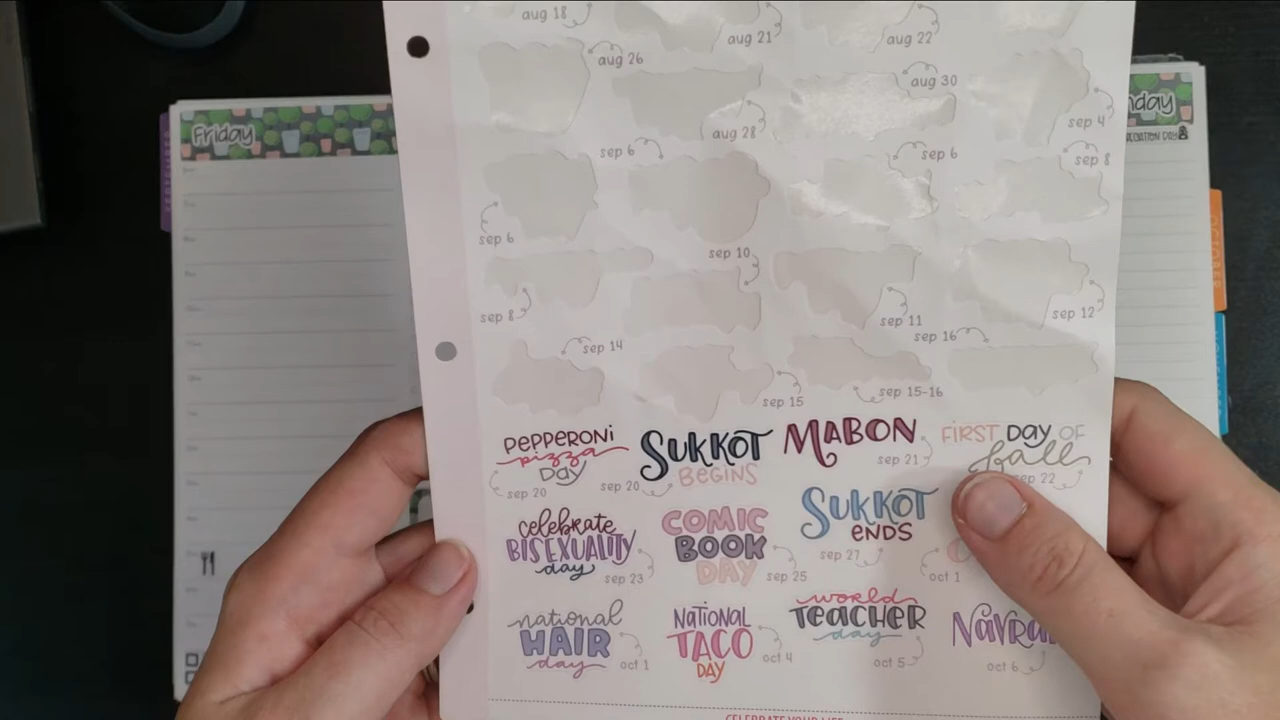 aug 18
aug 21
aug 22
aug 26
aug 28
aug 30
sep 4
Friday
sep 6
sep 6
sep 8
sep 6
sep 10
sep 8
sep 11
sep 12
sep 14
sep 16
sep 15
sep 15-16
PEPPERONI
pizza
DAY
sep 20
SUKKOT
BEGINS
sep 20
MABON
sep 21
FIRST DAY OF
fall
sep 22
celebrate
BISEXUALITY
day
sep 23
COMIC
BOOK
DAY
sep 25
SUKKOT
ENDS
sep 27
oct 1
national
HAIR
day
oct 1
NATIONAL
TACO
DAY
oct 4
world
TEACHER
day
oct 5
oct 6
CELEBRATE YOUR LIFE